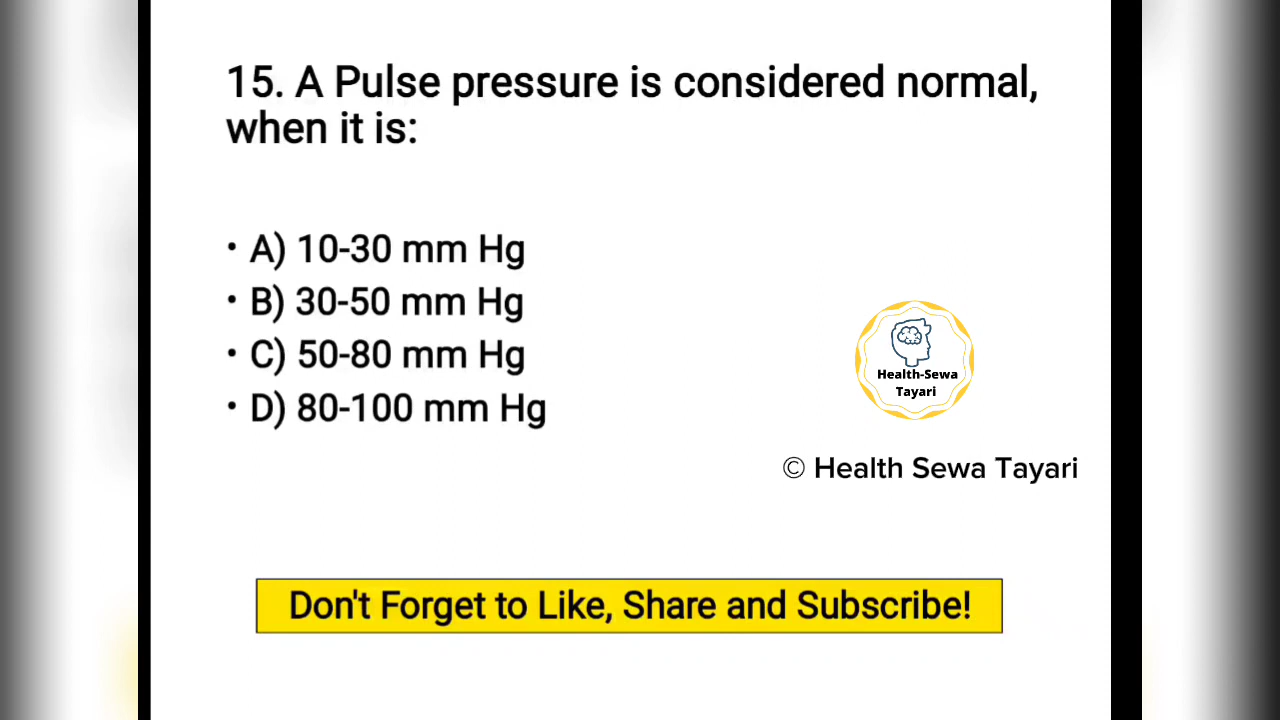 15. A Pulse pressure is considered normal,
when it is:
• A) 10-30 mm Hg
• B) 30-50 mm Hg
• C) 50-80 mm Hg
• D) 80-100 mm Hg
Health-Sewa
Tayari
© Health Sewa Tayari
Don't Forget to Like, Share and Subscribe!